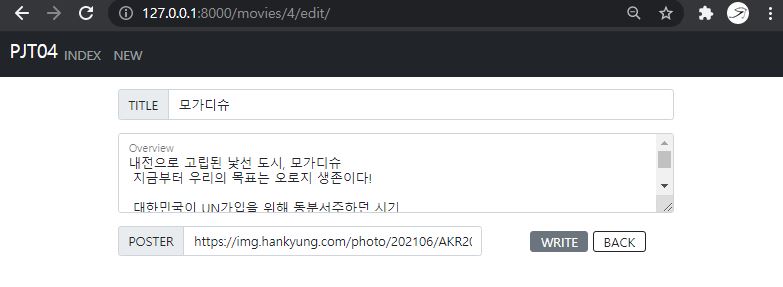 127.0.0.1:8000/movies/4/edit/
PJT04 INDEX NEW
TITLE 모가디슈
Overview
내전으로 고립된 낯선 도시, 모가디슈
지금부터 우리의 목표는 오로지 생존이다!
대한민국이 UN가입을 위해 동분서주하던 시기
POSTER https://img.hankyung.com/photo/202106/AKR20 WRITE BACK